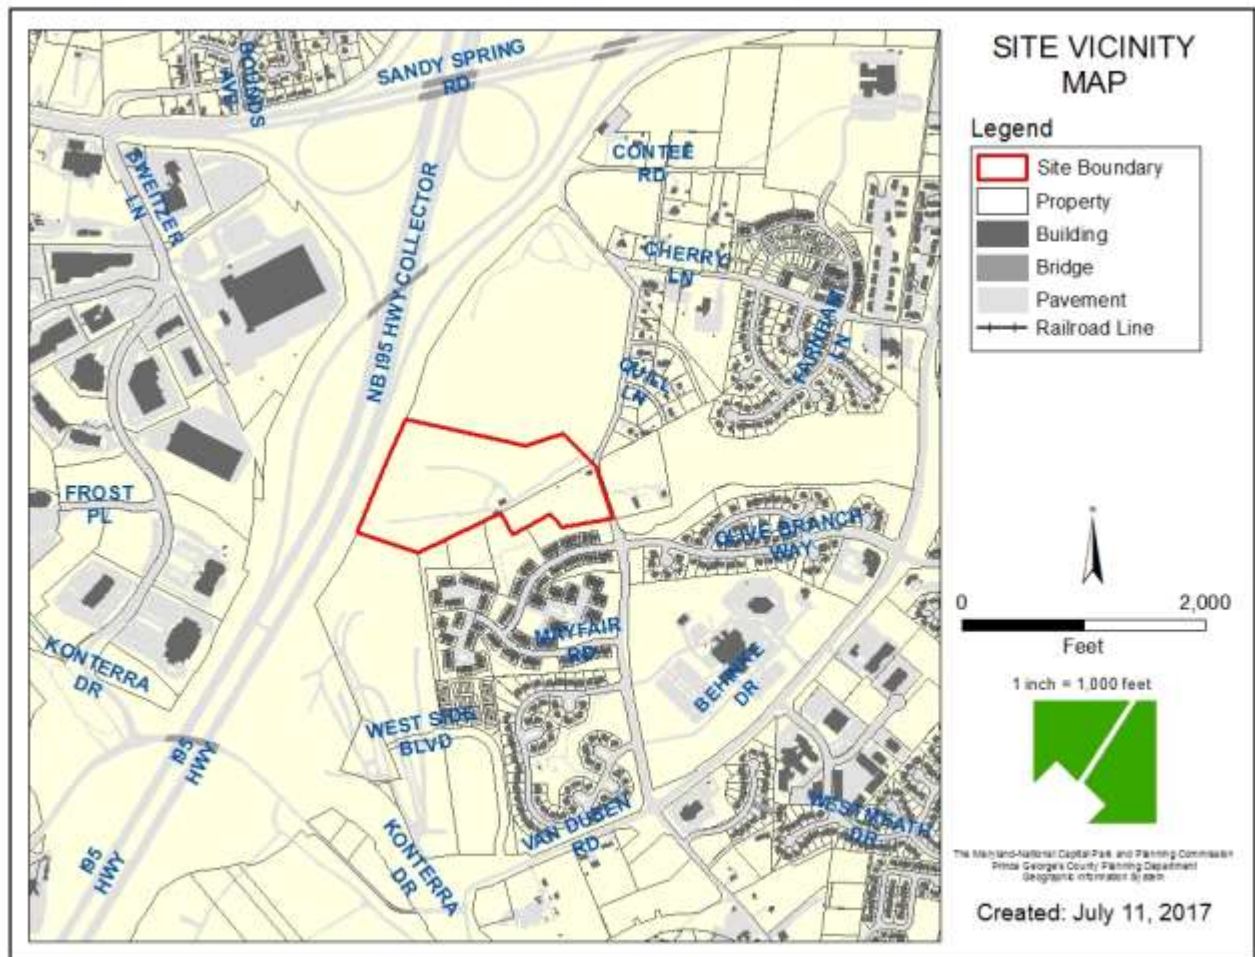 SITE VICINITY
MAP
Legend
Site Boundary
Property
Building
Bridge
Pavement
Railroad Line
0
2,000
Feet
1 inch = 1,000 feet
The Maryland-National Capital Park and Planning Commission
Prince George's County Planning Department
Geographic Information System
Created: July 11, 2017
BOUNDS
AVE
SANDY SPRING
RD
SWEITZER
LN
CONTEE
RD
NB I95 HWY COLLECTOR
CHERRY
LN
FARNHAM
LN
QUILL
LN
FROST
PL
OLIVE BRANCH
WAY
MAYFAIR
RD
BEHRNE
DR
KONTERRA
DR
WEST SIDE
BLVD
I95
HWY
VAN DUSEN
RD
WESTMEATH
DR
KONTERRA
DR
I95
HWY